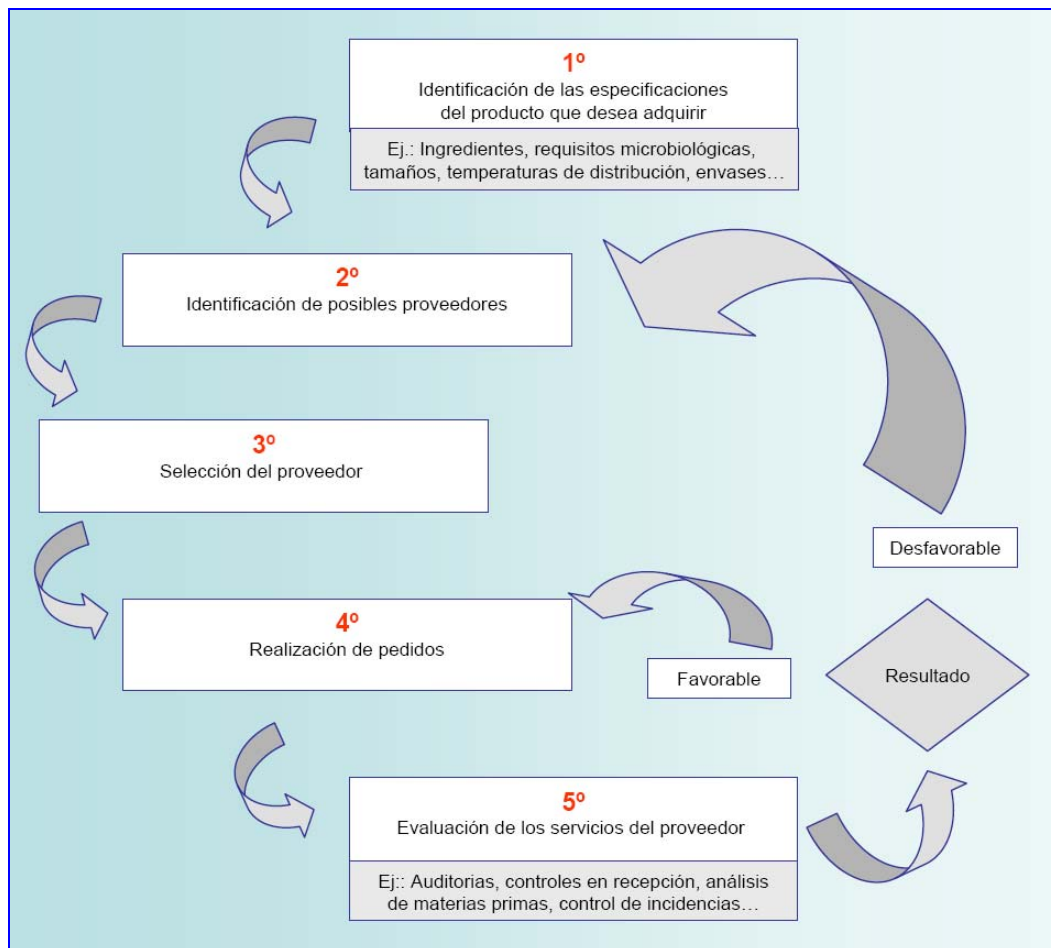 1º
Identificación de las especificaciones
del producto que desea adquirir
Ej.: Ingredientes, requisitos microbiológicas,
tamaños, temperaturas de distribución, envases…
2º
Identificación de posibles proveedores
3º
Selección del proveedor
Desfavorable
4º
Realización de pedidos
Favorable
Resultado
5º
Evaluación de los servicios del proveedor
Ej:: Auditorias, controles en recepción, análisis
de materias primas, control de incidencias…